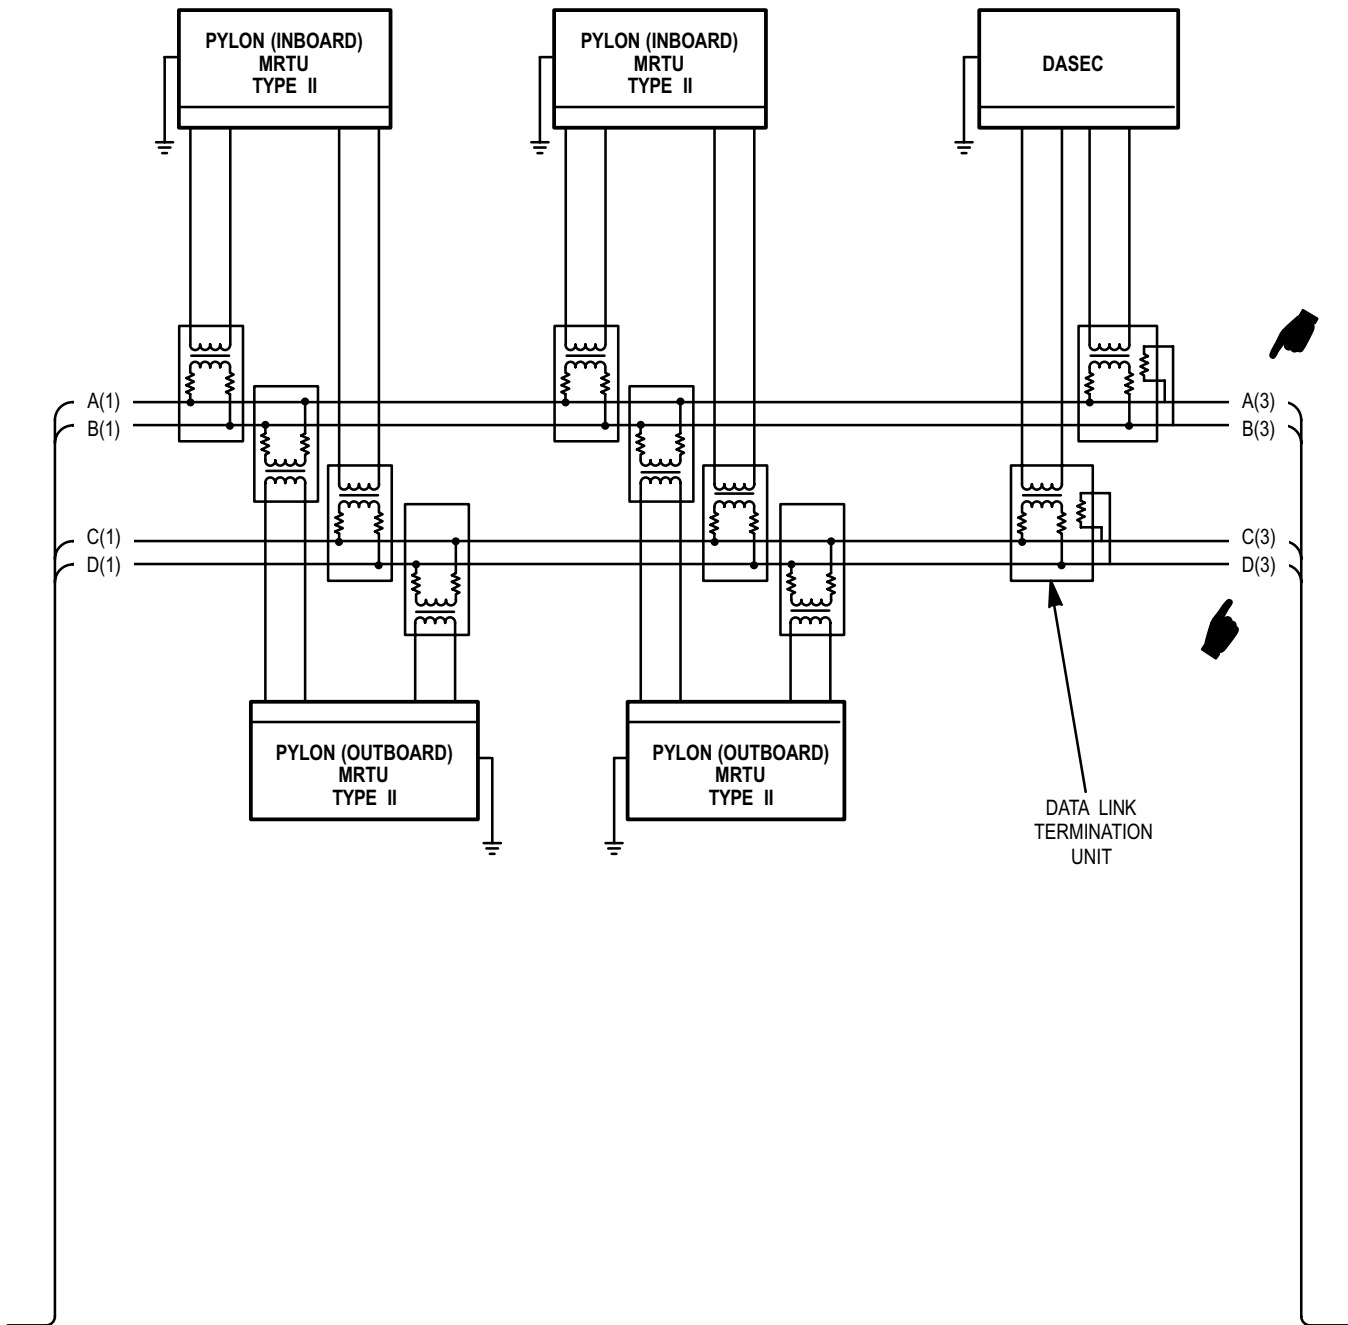 PYLON (INBOARD)
MRTU
TYPE II
PYLON (INBOARD)
MRTU
TYPE II
DASEC
A(1)
B(1)
A(3)
B(3)
C(1)
D(1)
C(3)
D(3)
PYLON (OUTBOARD)
MRTU
TYPE II
PYLON (OUTBOARD)
MRTU
TYPE II
DATA LINK
TERMINATION
UNIT